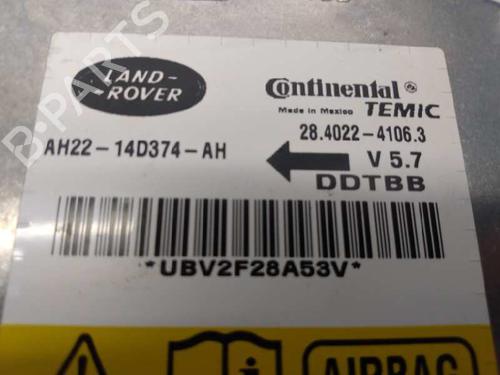 LAND-
ROVER
Continental ®
Made in Mexico TEMIC
AH22-14D374-AH
28.4022-4106.3
V 5.7
DDTBB
*UBV2F28A53V*
AIRBAG
B-PARTS